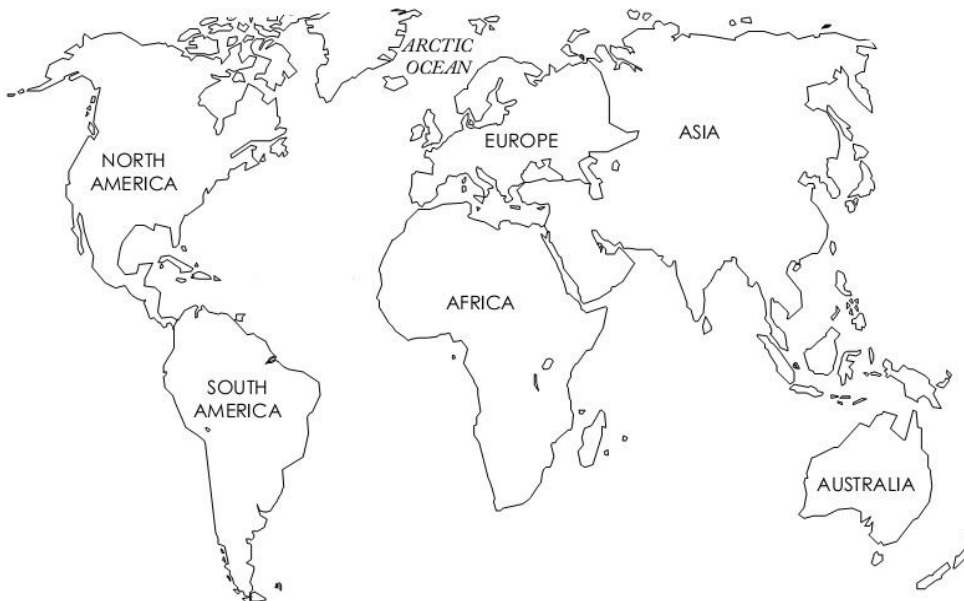 ARCTIC
OCEAN
NORTH
AMERICA
EUROPE
ASIA
AFRICA
SOUTH
AMERICA
AUSTRALIA